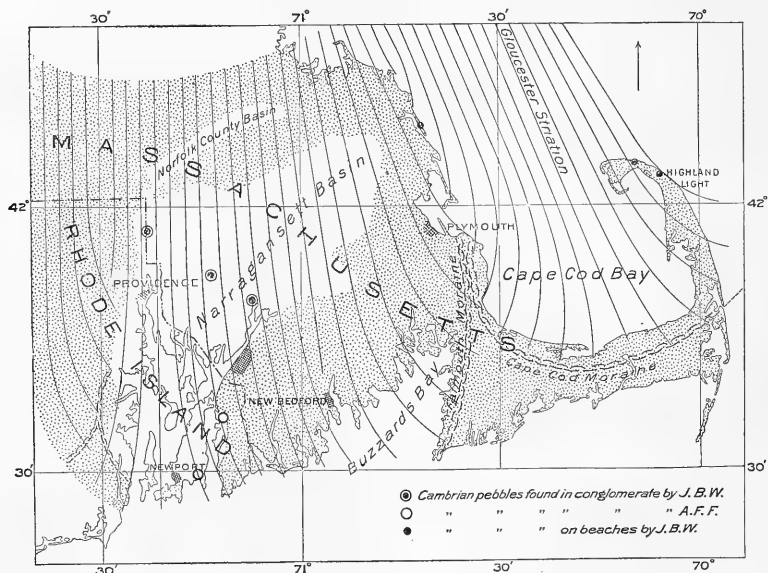 30' 71° 30' 70°
Gloucester Striation
MASSACHUSETTS
Norfolk County Basin
HIGHLAND LIGHT
42° 42°
Narragansett Basin
PLYMOUTH
RHODE ISLAND
PROVIDENCE
Cape Cod Bay
Plymouth Moraine
Cape Cod Moraine
NEW BEDFORD
Buzzards Bay
NEWPORT
30' 30'
Cambrian pebbles found in conglomerate by J.B.W.
" " " " " " A.F.F.
" " " on beaches by J.B.W.
30' 71° 30' 70°